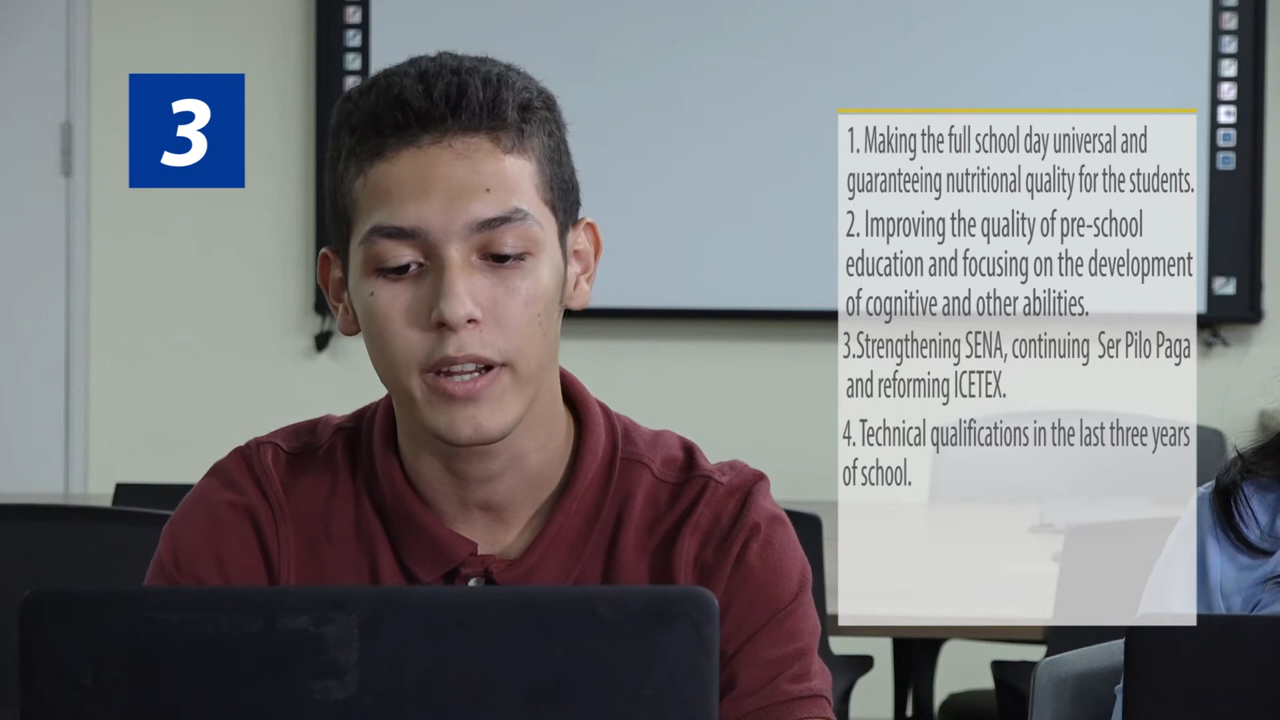 3
1. Making the full school day universal and
guaranteeing nutritional quality for the students.
2. Improving the quality of pre-school
education and focusing on the development
of cognitive and other abilities.
3.Strengthening SENA, continuing Ser Pilo Paga
and reforming ICETEX.
4. Technical qualifications in the last three years
of school.